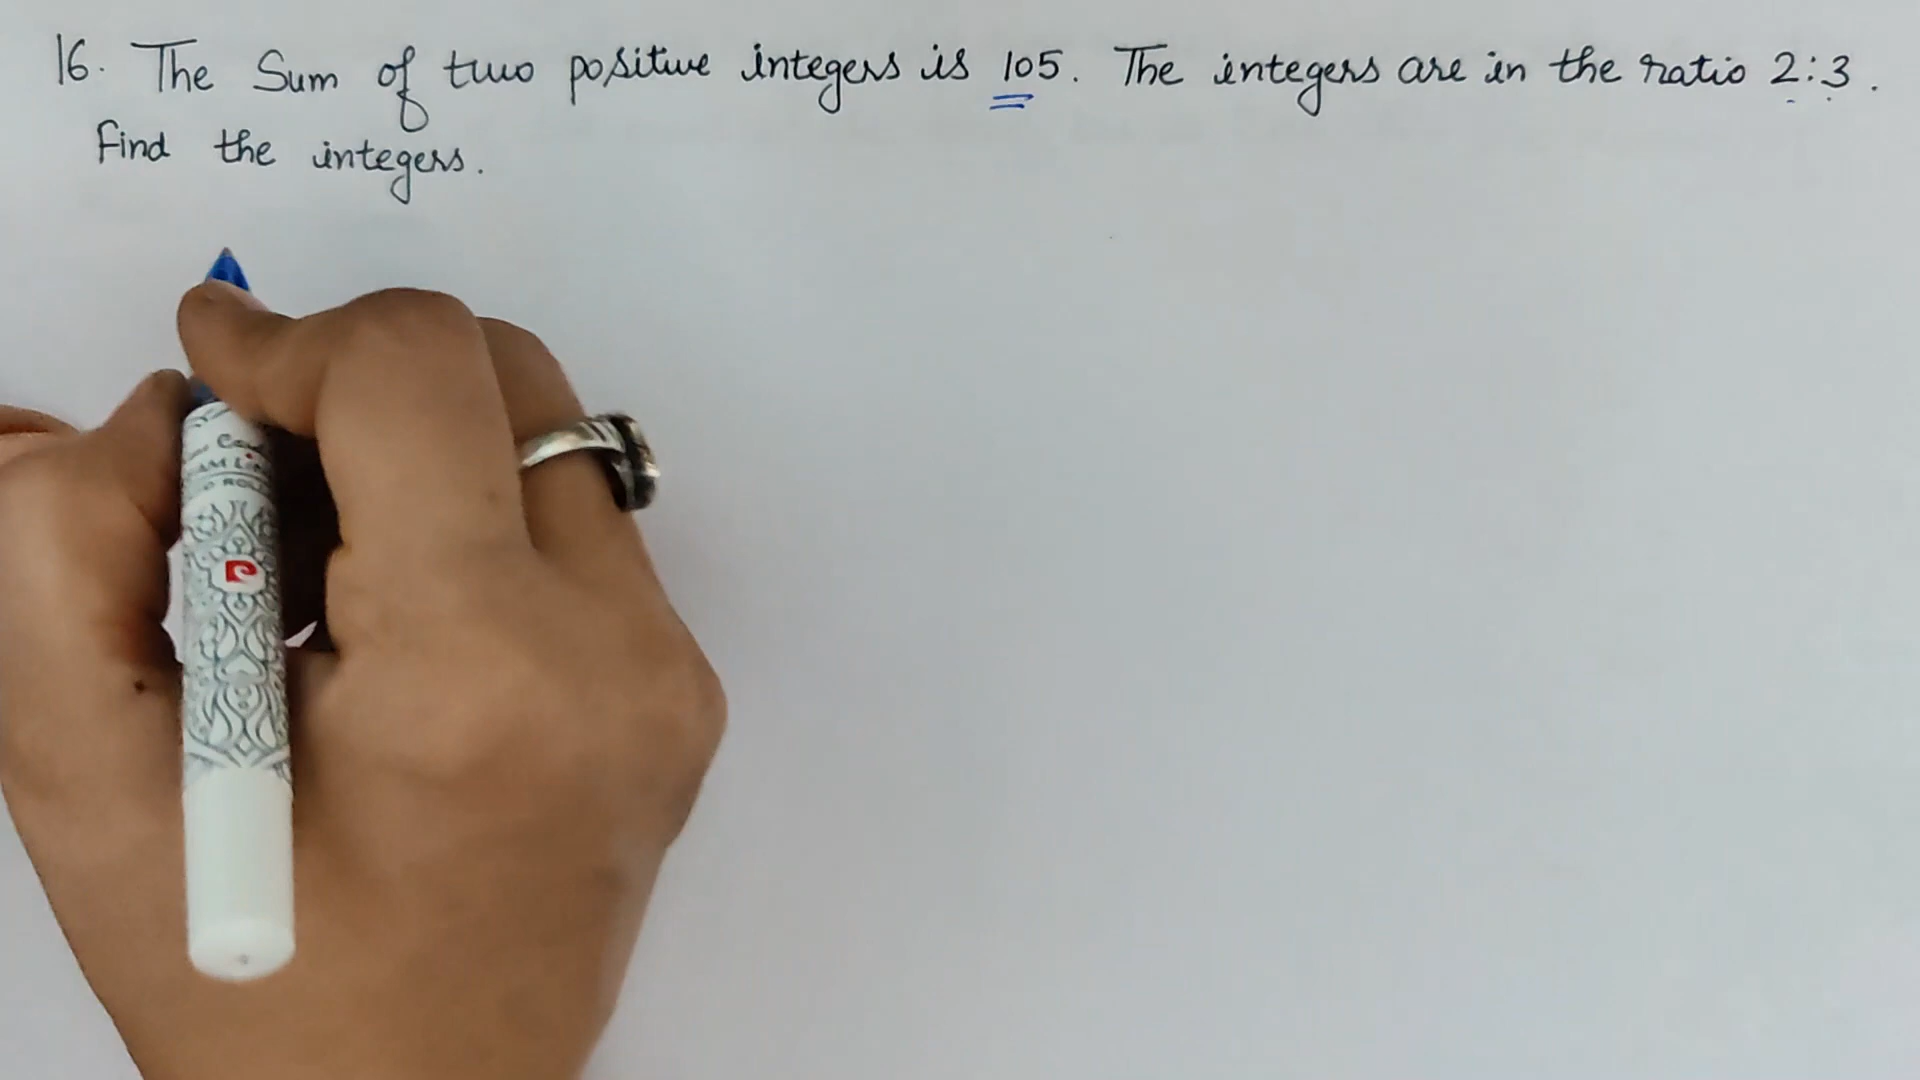 16. The Sum of two positive integers is 105. The integers are in the ratio 2:3.
Find the integers.